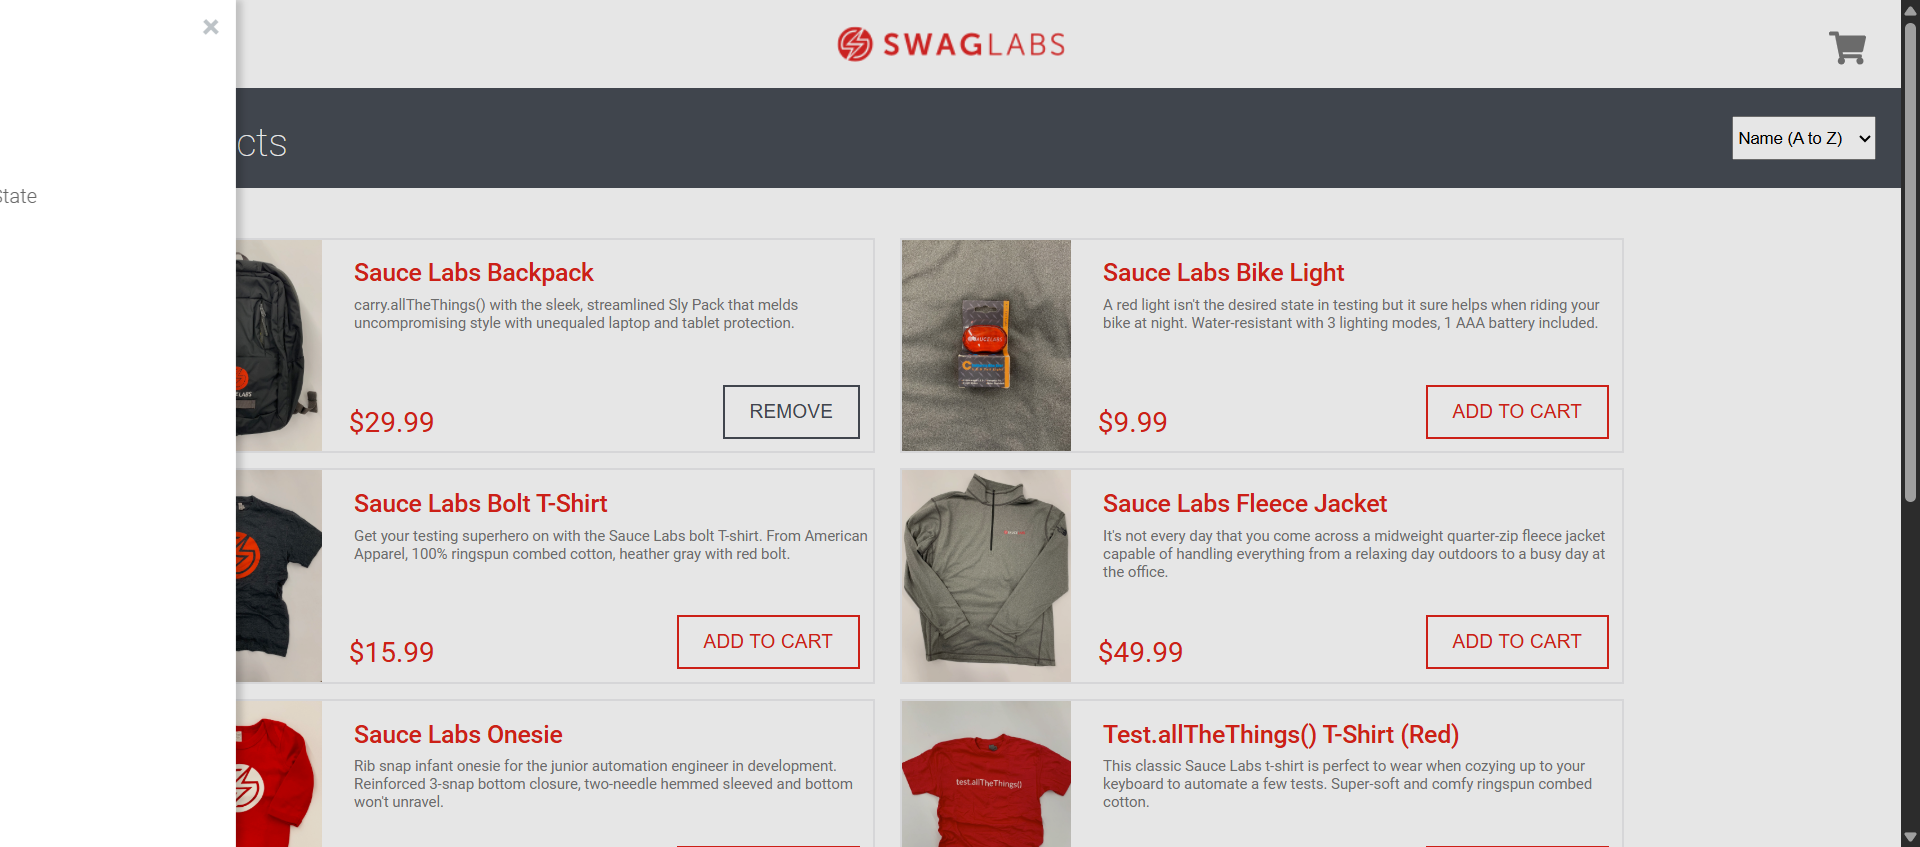 ×
SWAGLABS
cts
Name (A to Z)
State
Sauce Labs Backpack
carry.allTheThings() with the sleek, streamlined Sly Pack that melds
uncompromising style with unequaled laptop and tablet protection.
$29.99
REMOVE
Sauce Labs Bike Light
A red light isn't the desired state in testing but it sure helps when riding your
bike at night. Water-resistant with 3 lighting modes, 1 AAA battery included.
$9.99
ADD TO CART
Sauce Labs Bolt T-Shirt
Get your testing superhero on with the Sauce Labs bolt T-shirt. From American
Apparel, 100% ringspun combed cotton, heather gray with red bolt.
$15.99
ADD TO CART
Sauce Labs Fleece Jacket
It's not every day that you come across a midweight quarter-zip fleece jacket
capable of handling everything from a relaxing day outdoors to a busy day at
the office.
$49.99
ADD TO CART
Sauce Labs Onesie
Rib snap infant onesie for the junior automation engineer in development.
Reinforced 3-snap bottom closure, two-needle hemmed sleeved and bottom
won't unravel.
Test.allTheThings() T-Shirt (Red)
This classic Sauce Labs t-shirt is perfect to wear when cozying up to your
keyboard to automate a few tests. Super-soft and comfy ringspun combed
cotton.
test.allTheThings()